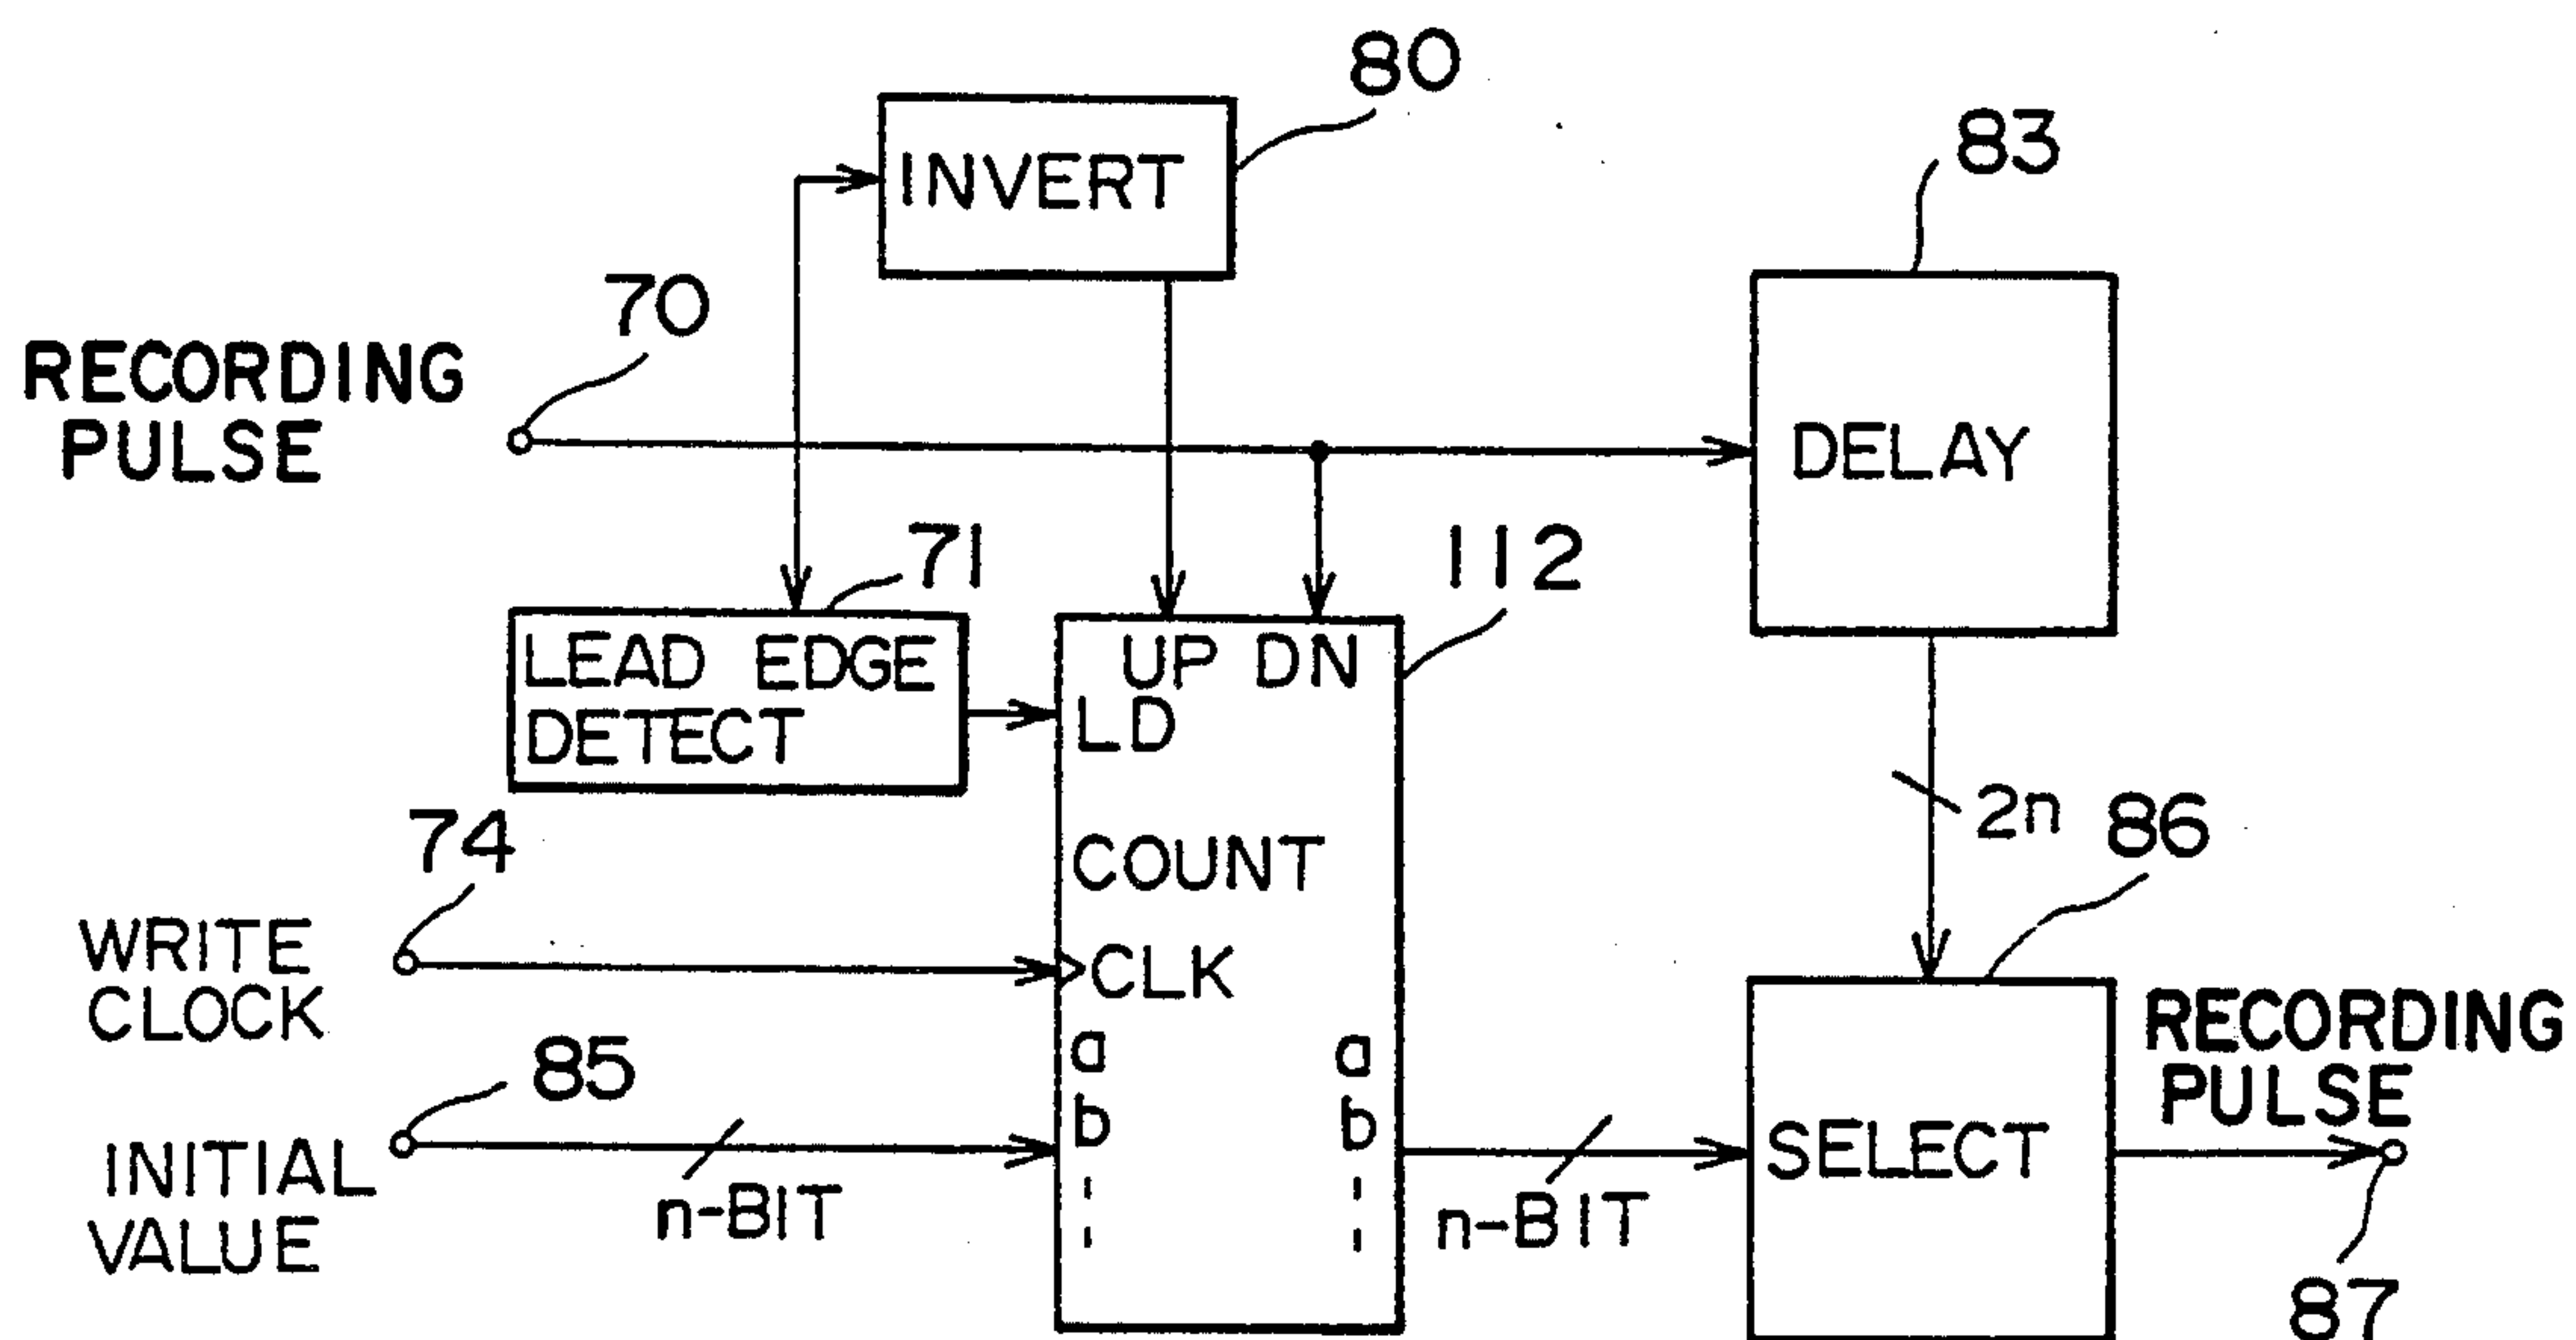 80
INVERT
83
70
RECORDING
PULSE
DELAY
71
112
LEAD EDGE
DETECT
UP DN
LD
2n
86
74
COUNT
WRITE
CLOCK
CLK
RECORDING
PULSE
85
a
b
a
b
SELECT
INITIAL
VALUE
n-BIT
n-BIT
87